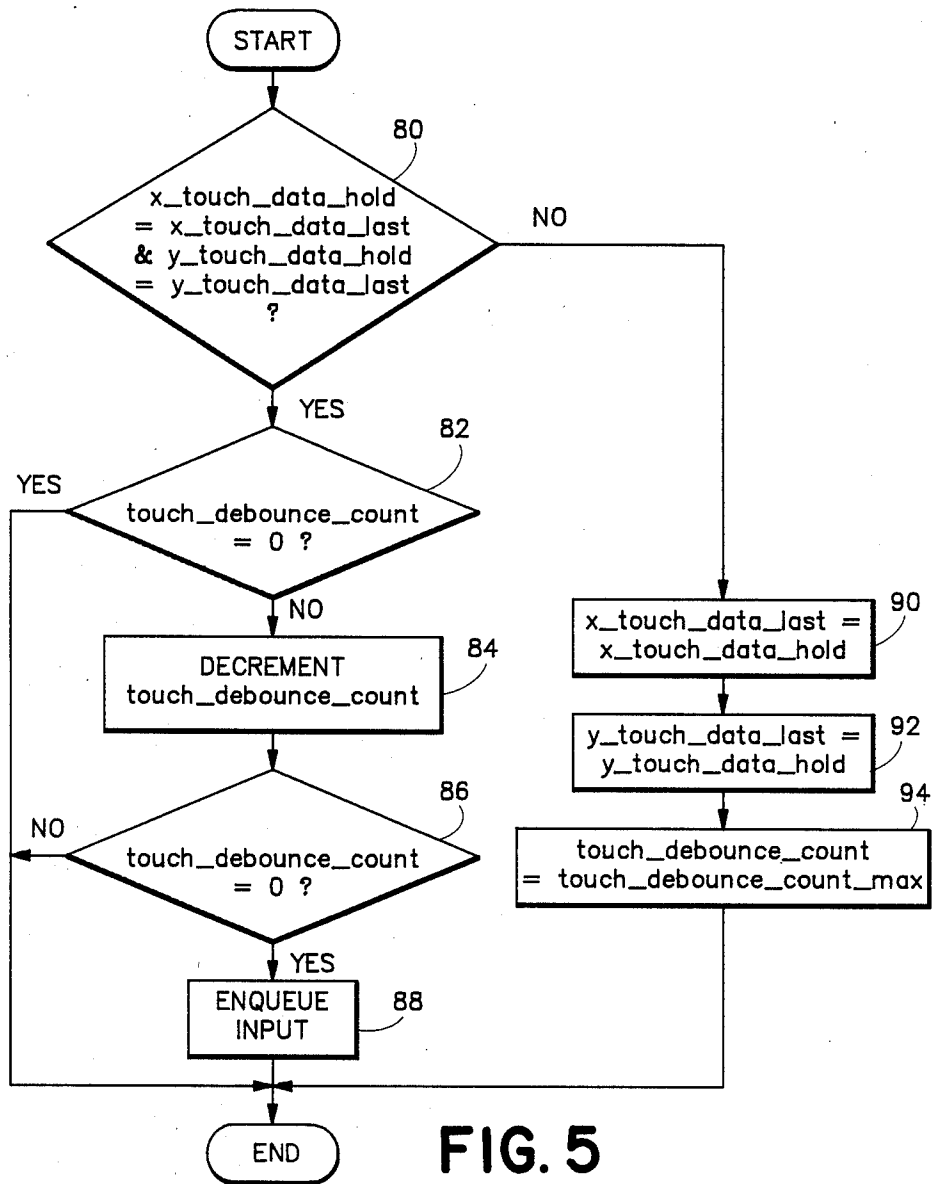 START
80
x_touch_data_hold
= x_touch_data_last
& y_touch_data_hold
= y_touch_data_last
?
NO
YES
82
YES
touch_debounce_count
= 0 ?
NO
DECREMENT
touch_debounce_count
84
86
NO
touch_debounce_count
= 0 ?
YES
ENQUEUE
INPUT
88
x_touch_data_last =
x_touch_data_hold
90
y_touch_data_last =
y_touch_data_hold
92
94
touch_debounce_count
= touch_debounce_count_max
END
FIG. 5